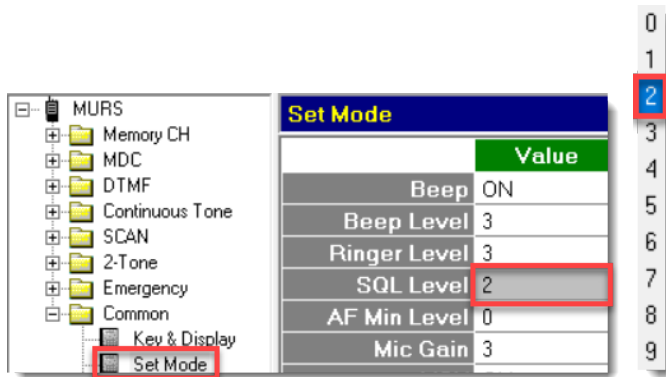 MURS
Memory CH
MDC
DTMF
Continuous Tone
SCAN
2-Tone
Emergency
Common
Key & Display
Set Mode
Set Mode
Value
Beep ON
Beep Level 3
Ringer Level 3
SQL Level 2
AF Min Level 0
Mic Gain 3
0
1
2
3
4
5
6
7
8
9